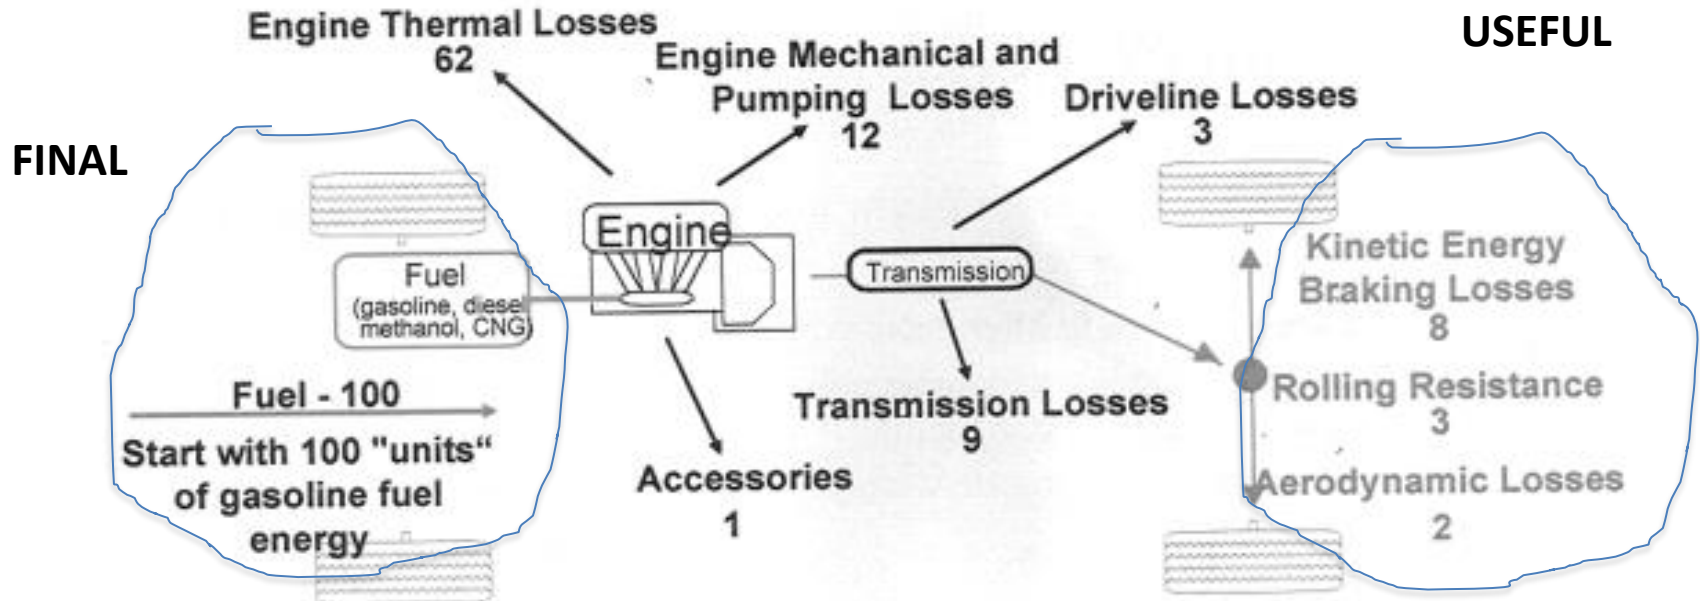 Engine Thermal Losses
62
USEFUL
Engine Mechanical and
Pumping Losses
12
Driveline Losses
3
FINAL
Engine
Fuel
(gasoline, diesel
methanol, CNG)
Transmission
Kinetic Energy
Braking Losses
8
Fuel - 100
Start with 100 "units“
of gasoline fuel
energy
Rolling Resistance
3
Transmission Losses
9
Accessories
1
Aerodynamic Losses
2